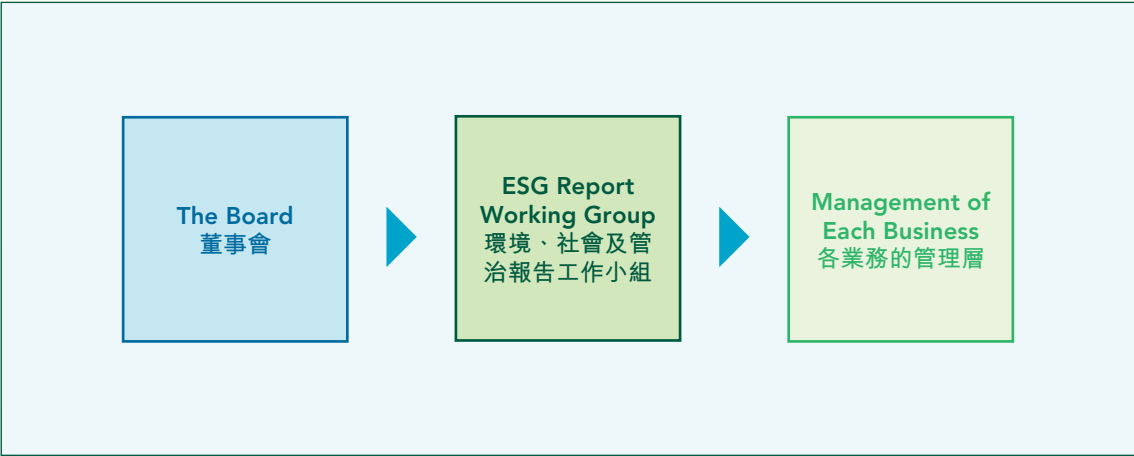 The Board
董事會
ESG Report
Working Group
環境、社會及管
治報告工作小組
Management of
Each Business
各業務的管理層